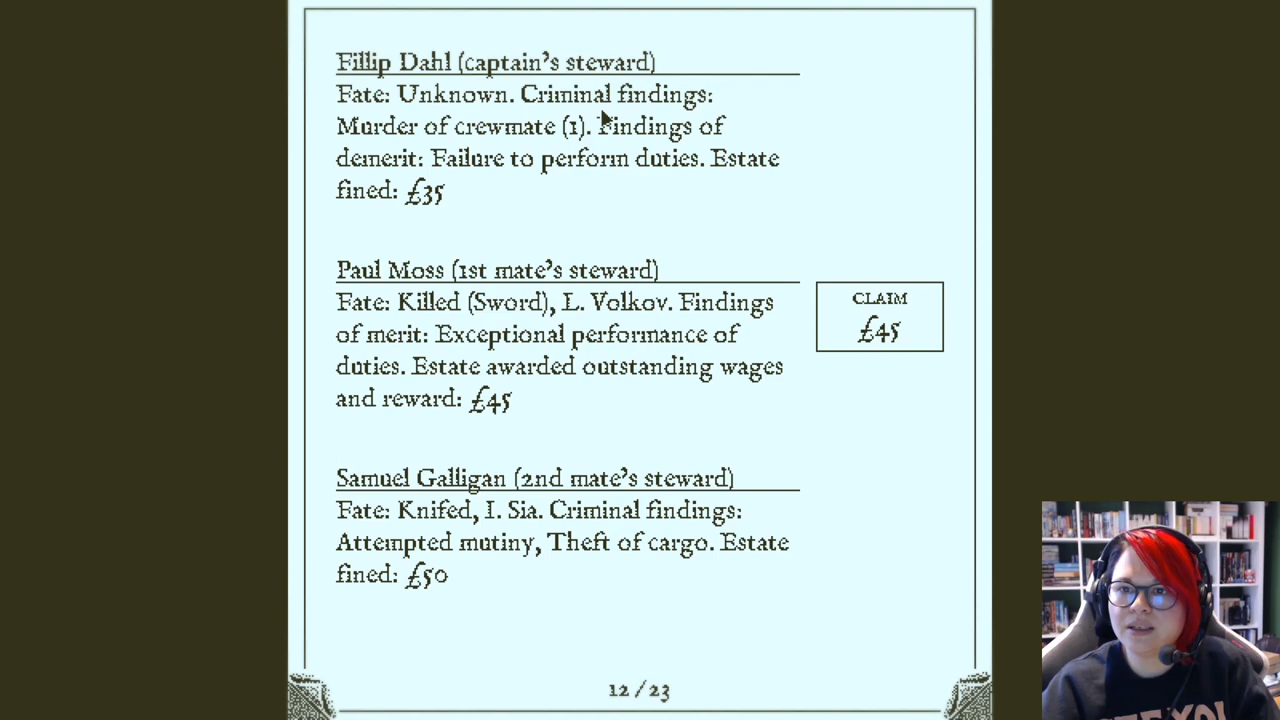 Fillip Dahl (captain's steward)
Fate: Unknown. Criminal findings:
Murder of crewmate (1). Findings of
demerit: Failure to perform duties. Estate
fined: £35
Paul Moss (1st mate's steward)
Fate: Killed (Sword), L. Volkov. Findings
of merit: Exceptional performance of
duties. Estate awarded outstanding wages
and reward: £45
CLAIM
£45
Samuel Galligan (2nd mate's steward)
Fate: Knifed, I. Sia. Criminal findings:
Attempted mutiny, Theft of cargo. Estate
fined: £50
12 / 23